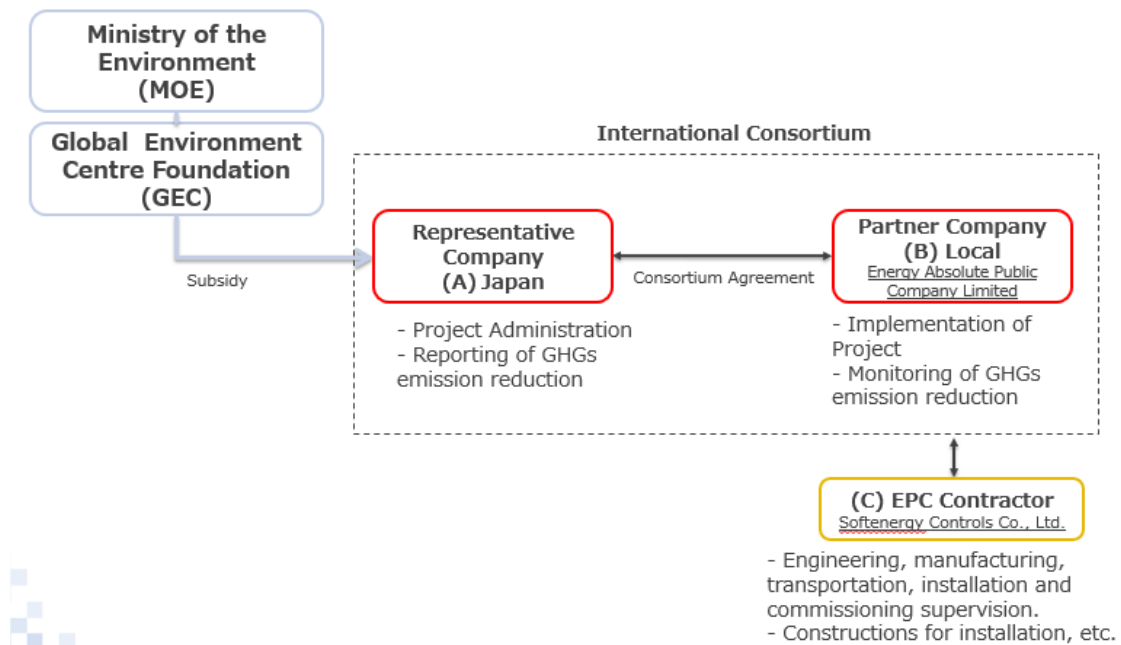 Ministry of the
Environment
(MOE)
Global Environment
Centre Foundation
(GEC)
Subsidy
International Consortium
Representative
Company
(A) Japan
Consortium Agreement
Partner Company
(B) Local
Energy Absolute Public
Company Limited
- Project Administration
- Reporting of GHGs
emission reduction
- Implementation of
Project
- Monitoring of GHGs
emission reduction
(C) EPC Contractor
Softenergy Controls Co., Ltd.
- Engineering, manufacturing,
transportation, installation and
commissioning supervision.
- Constructions for installation, etc.